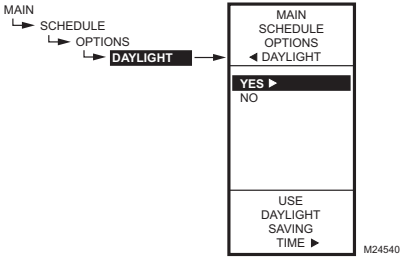 MAIN
SCHEDULE
OPTIONS
DAYLIGHT
MAIN
SCHEDULE
OPTIONS
◄ DAYLIGHT
YES ►
NO
USE
DAYLIGHT
SAVING
TIME ►
M24540